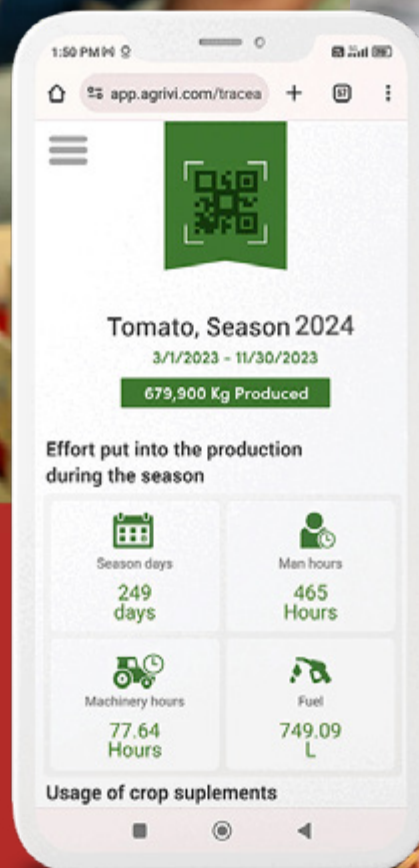 1:50 PM
app.agrivi.com/tracea
57
Tomato, Season 2024
3/1/2023 - 11/30/2023
679,900 Kg Produced
Effort put into the production
during the season
Season days
249
days
Man hours
465
Hours
Machinery hours
77.64
Hours
Fuel
749.09
L
Usage of crop suplements